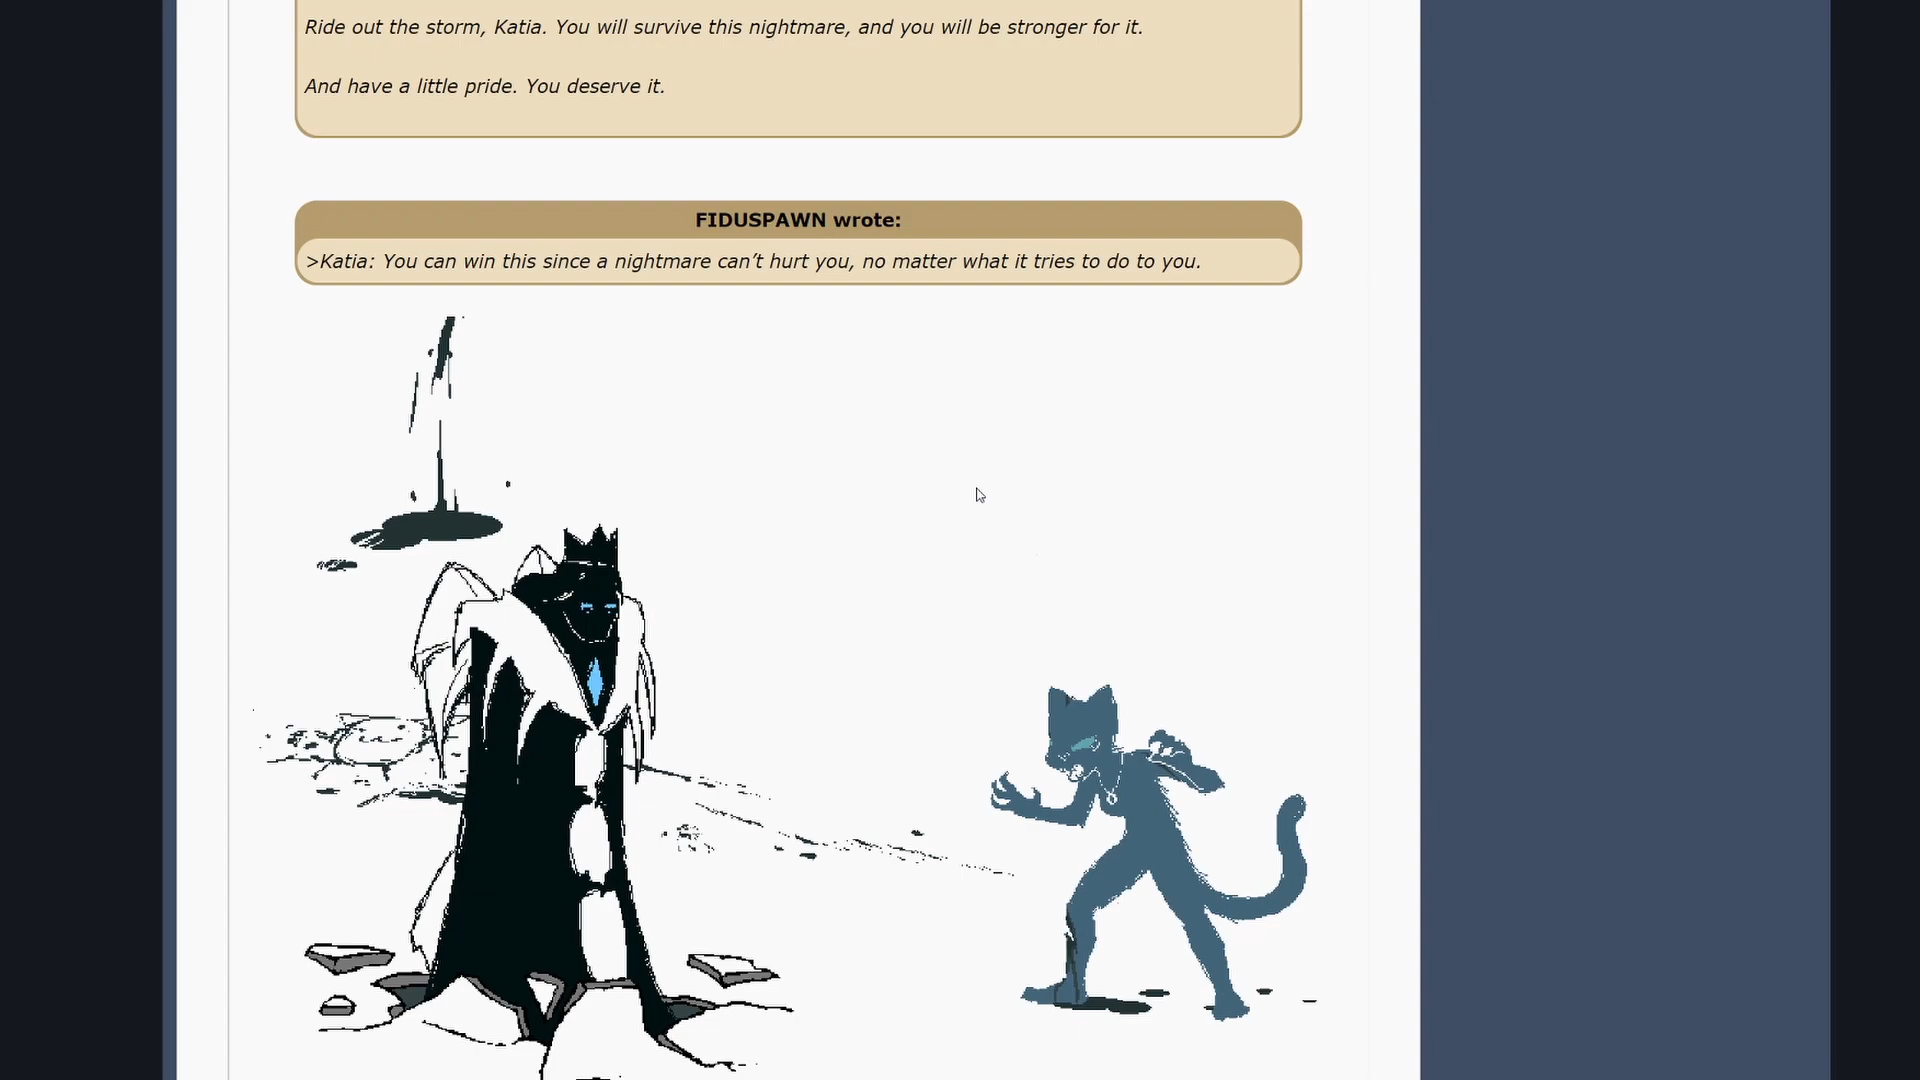 Ride out the storm, Katia. You will survive this nightmare, and you will be stronger for it.
And have a little pride. You deserve it.
FIDUSPAWN wrote:
>Katia: You can win this since a nightmare can’t hurt you, no matter what it tries to do to you.